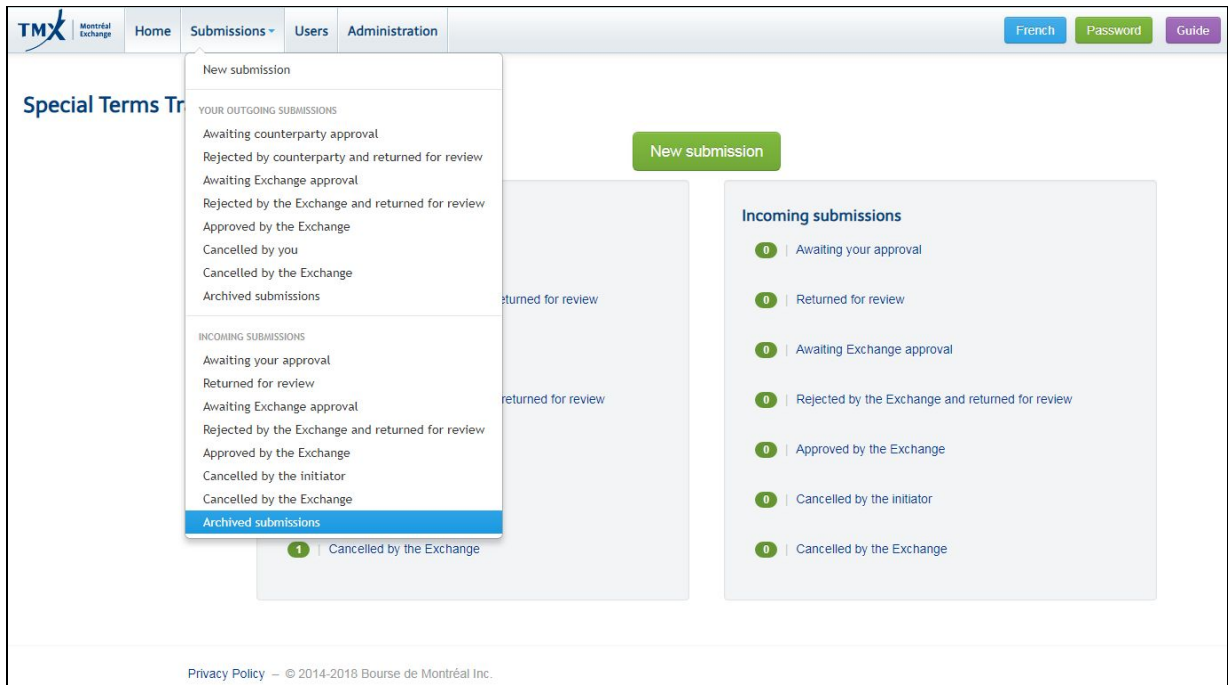 TMX Montréal Exchange
Home
Submissions
Users
Administration
French
Password
Guide
New submission
YOUR OUTGOING SUBMISSIONS
Awaiting counterparty approval
Rejected by counterparty and returned for review
Awaiting Exchange approval
Rejected by the Exchange and returned for review
Approved by the Exchange
Cancelled by you
Cancelled by the Exchange
Archived submissions
INCOMING SUBMISSIONS
Awaiting your approval
Returned for review
Awaiting Exchange approval
Rejected by the Exchange and returned for review
Approved by the Exchange
Cancelled by the initiator
Cancelled by the Exchange
Archived submissions
Special Terms
New submission
returned for review
1 | Cancelled by the Exchange
Incoming submissions
0 | Awaiting your approval
0 | Returned for review
0 | Awaiting Exchange approval
0 | Rejected by the Exchange and returned for review
0 | Approved by the Exchange
0 | Cancelled by the initiator
0 | Cancelled by the Exchange
Privacy Policy – © 2014-2018 Bourse de Montréal Inc.